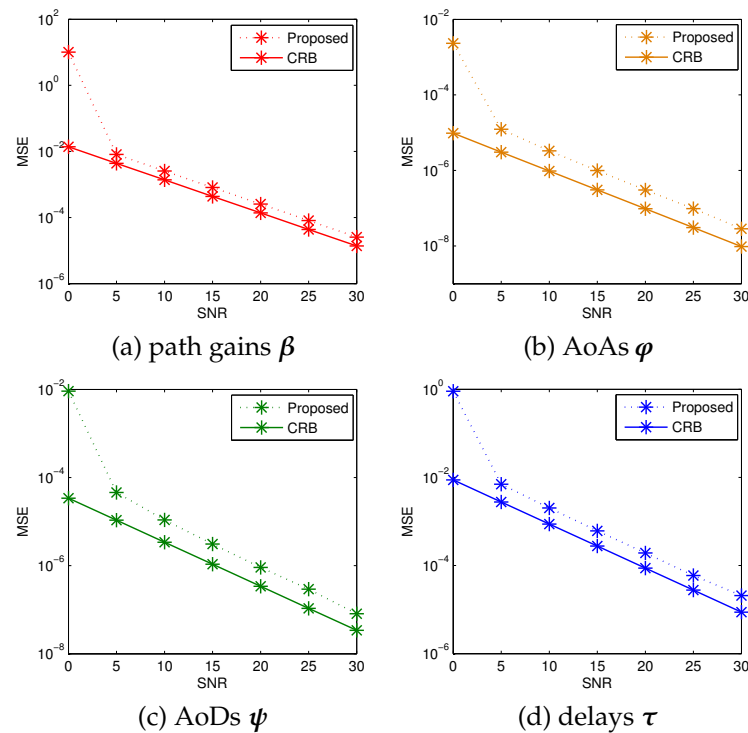 10^2
10^0
10^-2
10^-4
10^-6
MSE
0 5 10 15 20 25 30
SNR
Proposed
CRB
(a) path gains β
10^-2
10^-4
10^-6
10^-8
MSE
0 5 10 15 20 25 30
SNR
Proposed
CRB
(b) AoAs φ
10^-2
10^-4
10^-6
10^-8
MSE
0 5 10 15 20 25 30
SNR
Proposed
CRB
(c) AoDs ψ
10^0
10^-2
10^-4
10^-6
MSE
0 5 10 15 20 25 30
SNR
Proposed
CRB
(d) delays τ